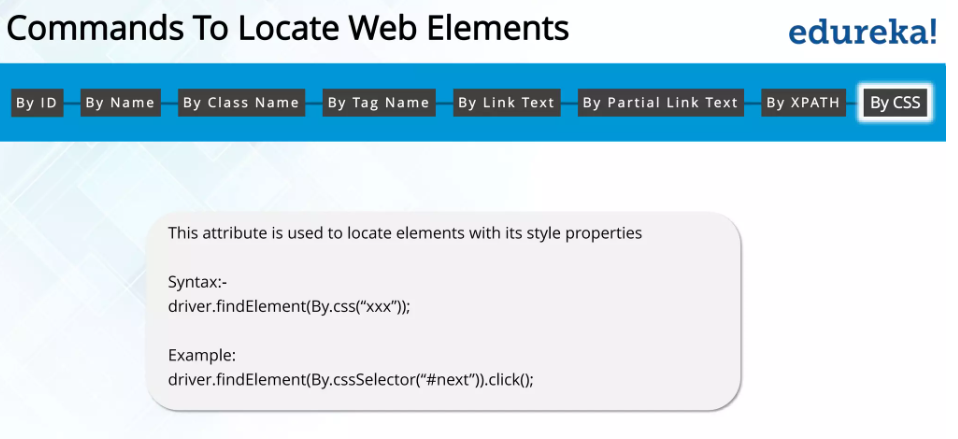 Commands To Locate Web Elements
edureka!
By ID
By Name
By Class Name
By Tag Name
By Link Text
By Partial Link Text
By XPATH
By CSS
This attribute is used to locate elements with its style properties
Syntax:-
driver.findElement(By.css(“xxx”));
Example:
driver.findElement(By.cssSelector(“#next”)).click();